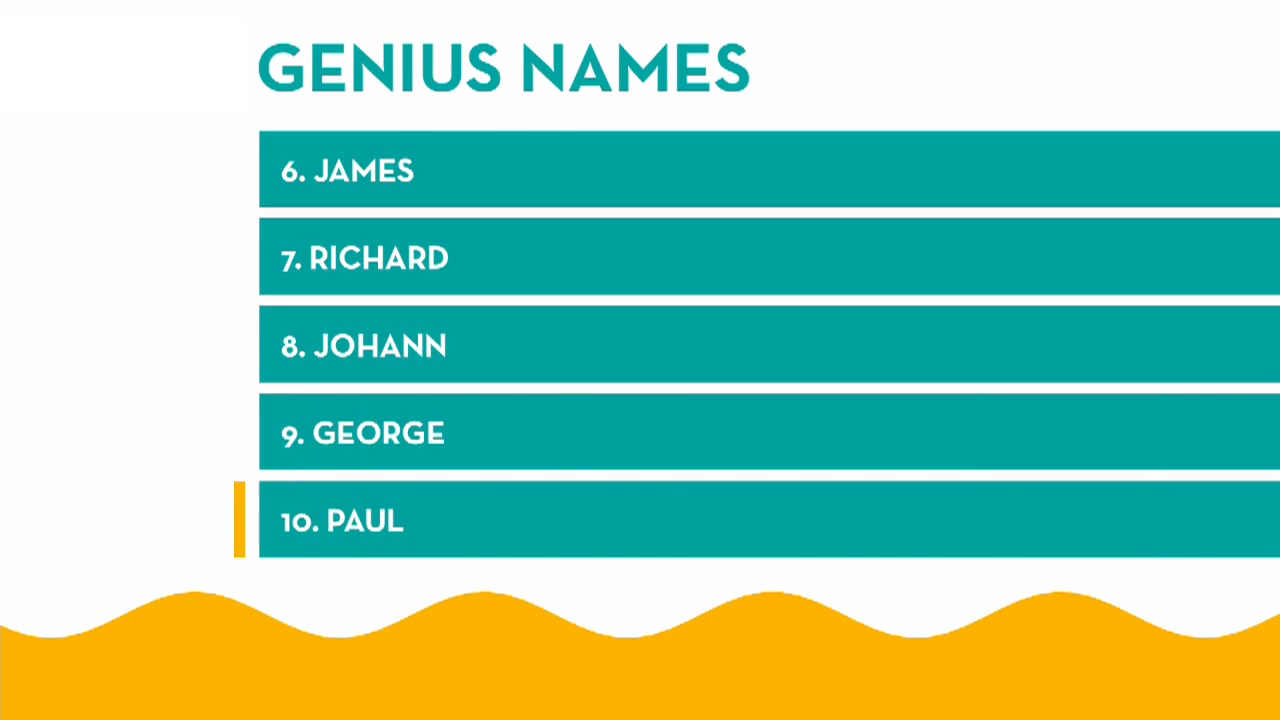 GENIUS NAMES
6. JAMES
7. RICHARD
8. JOHANN
9. GEORGE
10. PAUL